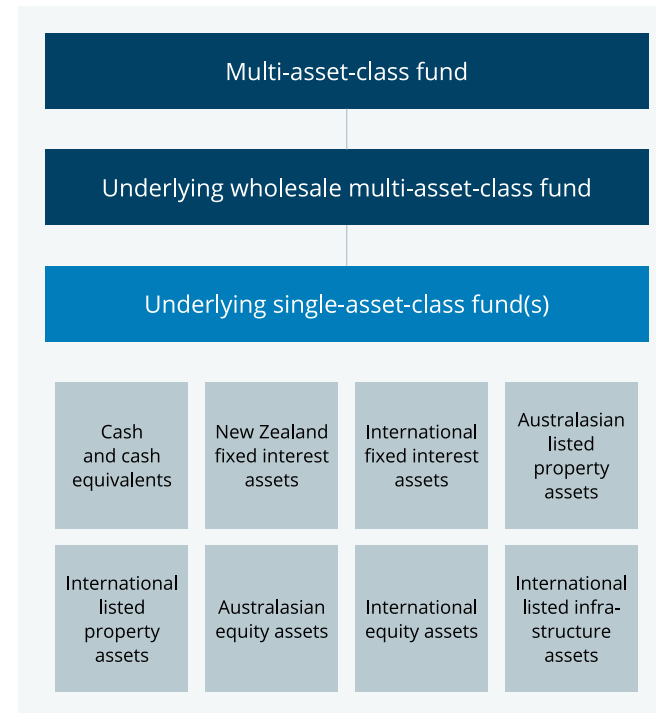 Multi-asset-class fund
Underlying wholesale multi-asset-class fund
Underlying single-asset-class fund(s)
Cash
and cash
equivalents
New Zealand
fixed interest
assets
International
fixed interest
assets
Australasian
listed
property
assets
International
listed
property
assets
Australasian
equity assets
International
equity assets
International
listed infra-
structure
assets